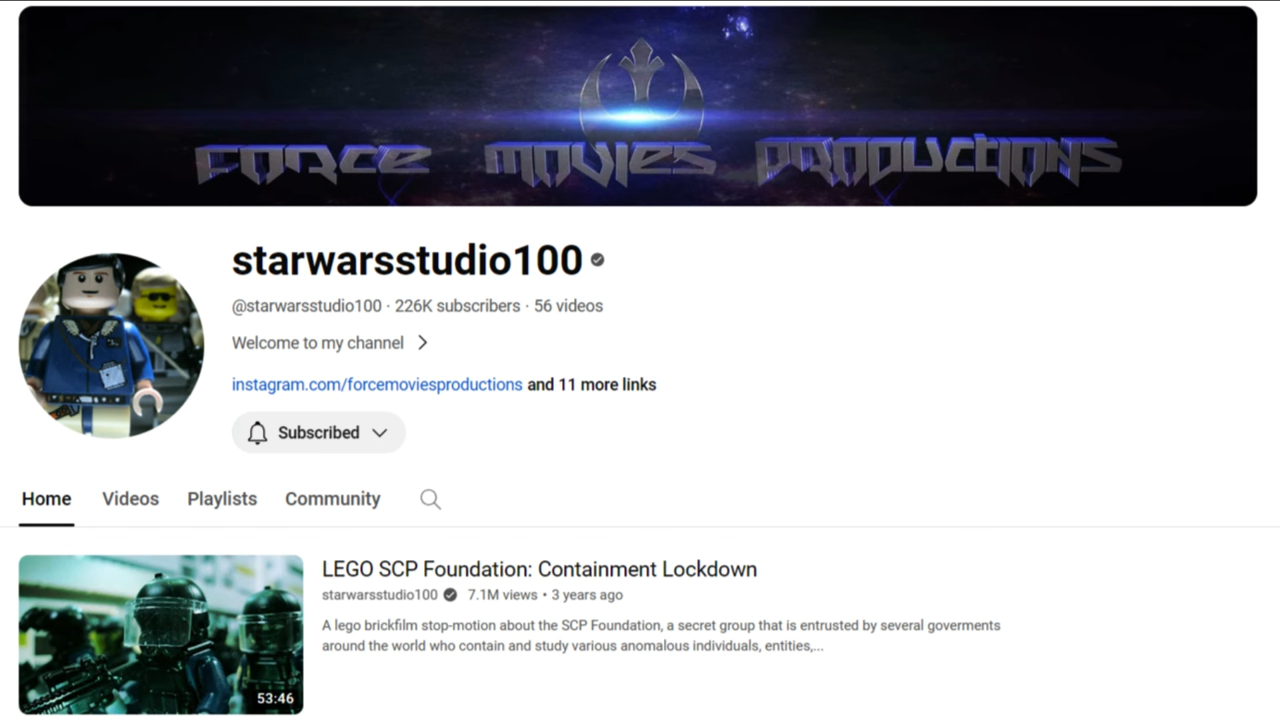 FORCE MOVIES PRODUCTIONS
starwarsstudio100
@starwarsstudio100 · 226K subscribers · 56 videos
Welcome to my channel
instagram.com/forcemoviesproductions and 11 more links
Subscribed
Home Videos Playlists Community
LEGO SCP Foundation: Containment Lockdown
starwarsstudio100 7.1M views • 3 years ago
A lego brickfilm stop-motion about the SCP Foundation, a secret group that is entrusted by several goverments
around the world who contain and study various anomalous individuals, entities,...
53:46